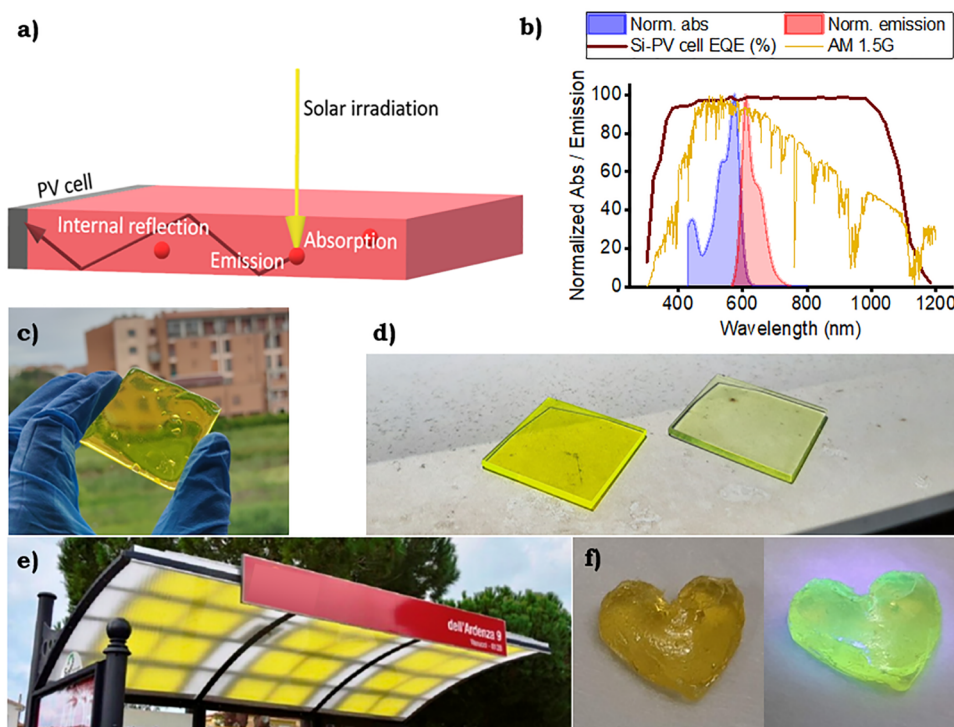 a)
Solar irradiation
PV cell
Internal reflection
Absorption
Emission
b)
Norm. abs
Norm. emission
Si-PV cell EQE (%)
AM 1.5G
Normalized Abs / Emission
100
80
60
40
20
0
400
600
800
1000
1200
Wavelength (nm)
c)
d)
e)
dell'Ardenza 9
f)